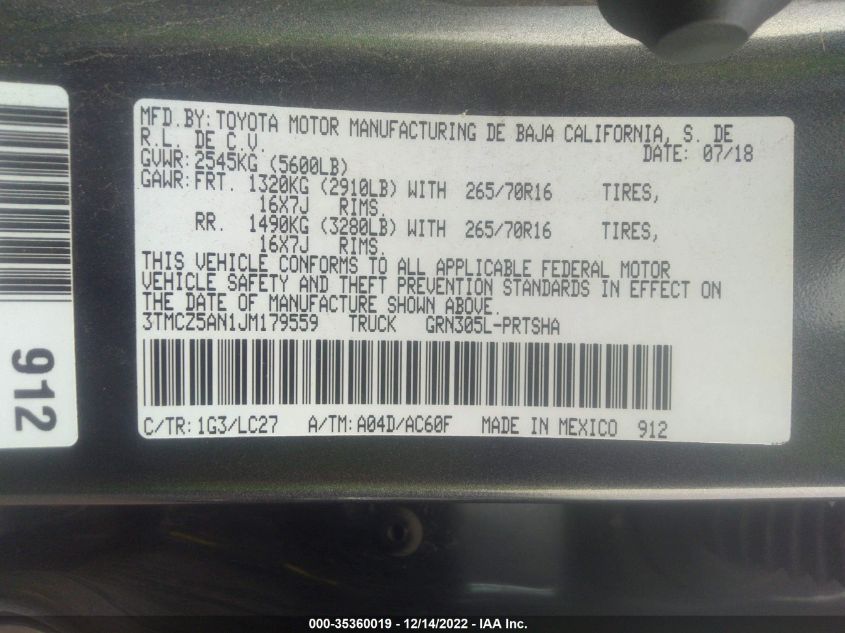 MFD.BY: TOYOTA MOTOR MANUFACTURING DE BAJA CALIFORNIA, S. DE
R.L. DE C.V. DATE: 07/18
GVWR: 2545KG (5600LB)
GAWR: FRT. 1320KG (2910LB) WITH 265/70R16 TIRES,
16X7J RIMS.
RR. 1490KG (3280LB) WITH 265/70R16 TIRES,
16X7J RIMS.
THIS VEHICLE CONFORMS TO ALL APPLICABLE FEDERAL MOTOR
VEHICLE SAFETY AND THEFT PREVENTION STANDARDS IN EFFECT ON
THE DATE OF MANUFACTURE SHOWN ABOVE.
3TMCZ5AN1JM179559 TRUCK GRN305L-PRTSHA
C/TR: 1G3/LC27 A/TM: A04D/AC60F MADE IN MEXICO 912
912
000-35360019 - 12/14/2022 - IAA Inc.